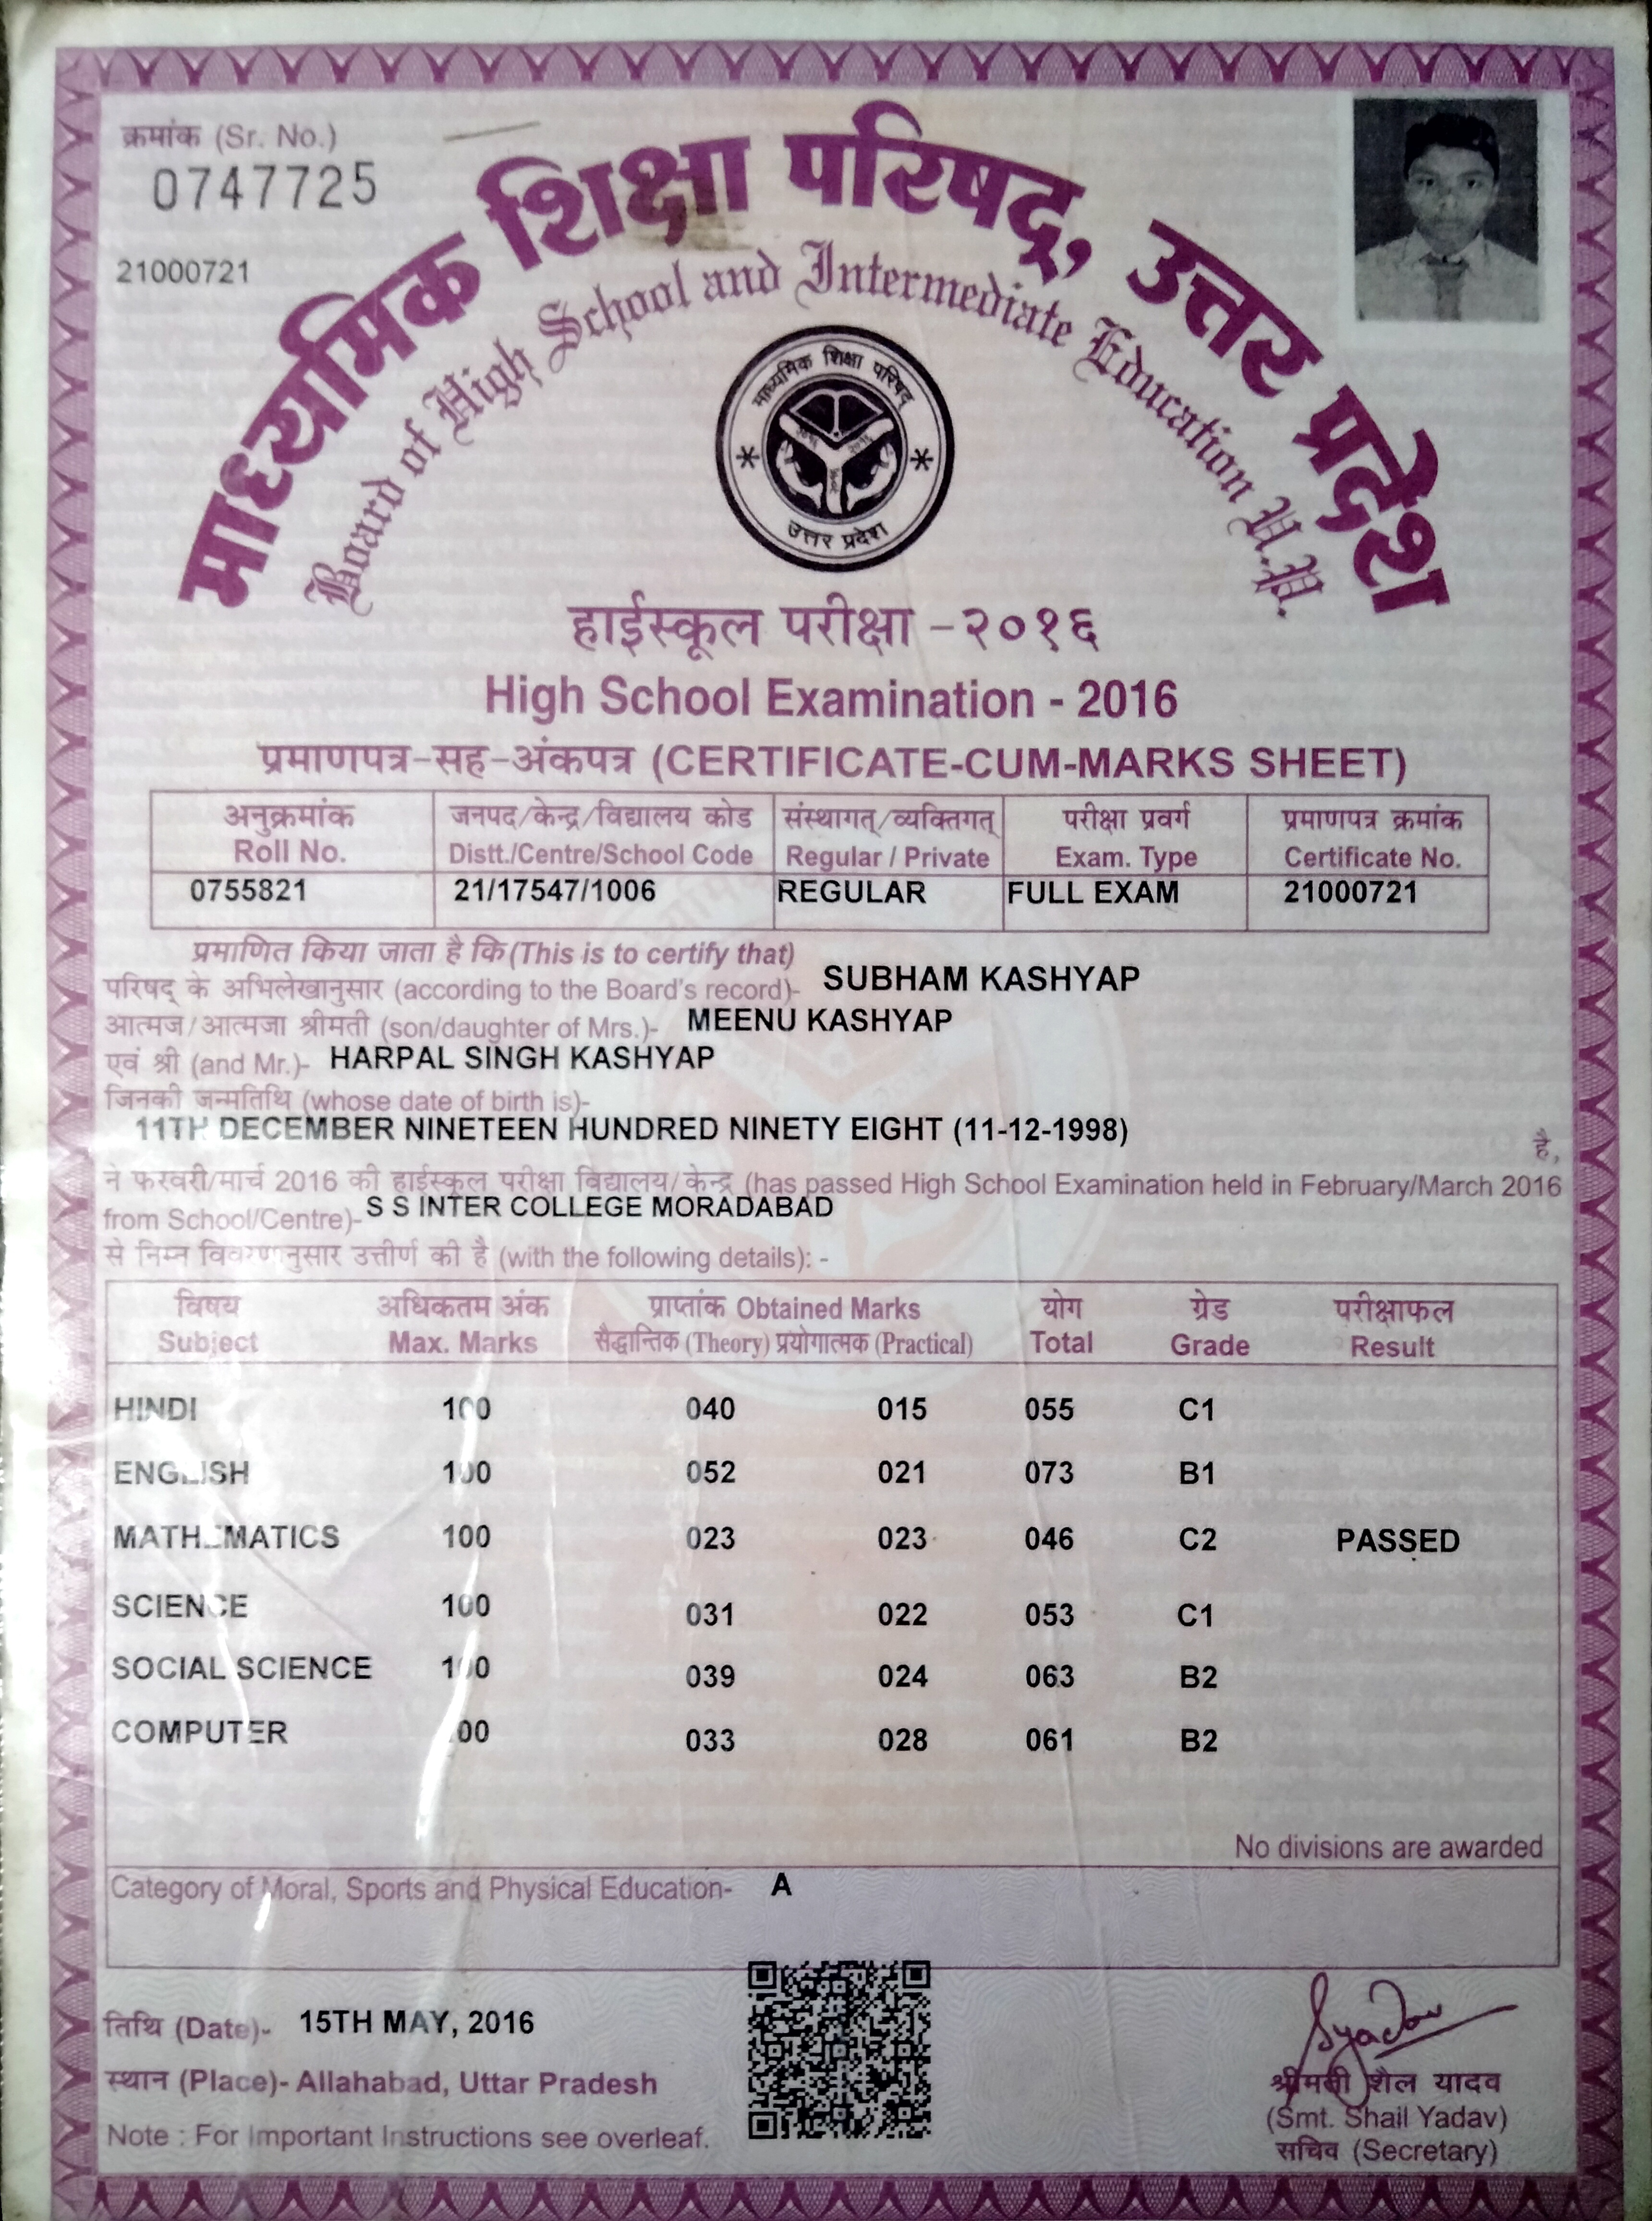 क्रमांक (Sr. No.)
0747725
21000721
माध्यमिक शिक्षा परिषद्, उत्तर प्रदेश
Board of High School and Intermediate Education U.P.
माध्यमिक शिक्षा परिषद्
उत्तर प्रदेश
हाईस्कूल परीक्षा -२०१६
High School Examination - 2016
प्रमाणपत्र-सह-अंकपत्र (CERTIFICATE-CUM-MARKS SHEET)
अनुक्रमांक जनपद/केन्द्र/विद्यालय कोड संस्थागत्/व्यक्तिगत् परीक्षा प्रवर्ग प्रमाणपत्र क्रमांक
Roll No. Distt./Centre/School Code Regular / Private Exam. Type Certificate No.
0755821 21/17547/1006 REGULAR FULL EXAM 21000721
प्रमाणित किया जाता है कि (This is to certify that)
परिषद् के अभिलेखानुसार (according to the Board's record)- SUBHAM KASHYAP
आत्मज/आत्मजा श्रीमती (son/daughter of Mrs.)- MEENU KASHYAP
एवं श्री (and Mr.)- HARPAL SINGH KASHYAP
जिनकी जन्मतिथि (whose date of birth is)-
11TH DECEMBER NINETEEN HUNDRED NINETY EIGHT (11-12-1998) है,
ने फरवरी/मार्च 2016 की हाईस्कूल परीक्षा विद्यालय/केन्द्र (has passed High School Examination held in February/March 2016
from School/Centre)- S S INTER COLLEGE MORADABAD
से निम्न विवरणानुसार उत्तीर्ण की है (with the following details): -
विषय अधिकतम अंक प्राप्तांक Obtained Marks योग ग्रेड परीक्षाफल
Subject Max. Marks सैद्धान्तिक (Theory) प्रयोगात्मक (Practical) Total Grade Result
HINDI 100 040 015 055 C1
ENGLISH 100 052 021 073 B1
MATHEMATICS 100 023 023 046 C2 PASSED
SCIENCE 100 031 022 053 C1
SOCIAL SCIENCE 100 039 024 063 B2
COMPUTER 100 033 028 061 B2
No divisions are awarded
Category of Moral, Sports and Physical Education- A
तिथि (Date)- 15TH MAY, 2016
स्थान (Place)- Allahabad, Uttar Pradesh
Note : For Important Instructions see overleaf.
Syadav
श्रीमती शैल यादव
(Smt. Shail Yadav)
सचिव (Secretary)